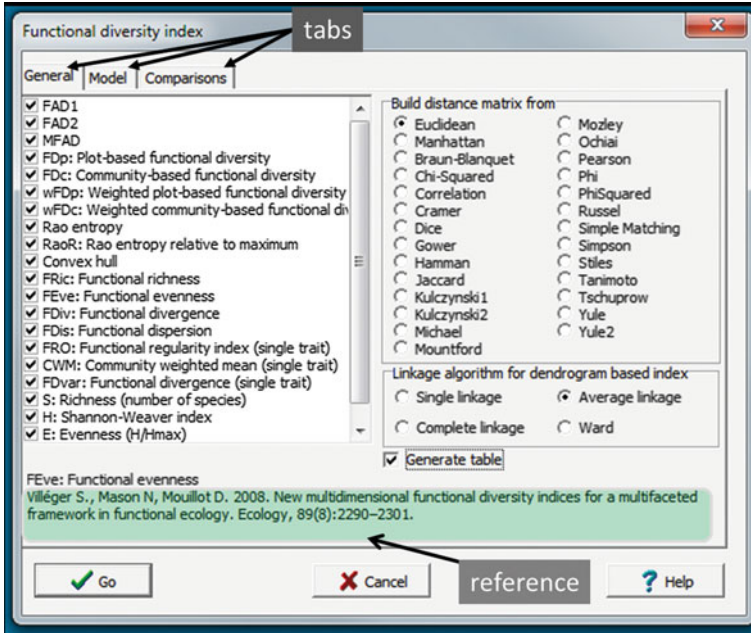 Functional diversity index
tabs
General Model Comparisons
FAD1
FAD2
MFAD
FDp: Plot-based functional diversity
FDc: Community-based functional diversity
wFDp: Weighted plot-based functional diversity
wFDc: Weighted community-based functional div
Rao entropy
RaoR: Rao entropy relative to maximum
Convex hull
FRic: Functional richness
FEve: Functional evenness
FDiv: Functional divergence
FDis: Functional dispersion
FRO: Functional regularity index (single trait)
CWM: Community weighted mean (single trait)
FDvar: Functional divergence (single trait)
S: Richness (number of species)
H: Shannon-Weaver index
E: Evenness (H/Hmax)
Build distance matrix from
Euclidean
Manhattan
Braun-Blanquet
Chi-Squared
Correlation
Cramer
Dice
Gower
Hamman
Jaccard
Kulczynski1
Kulczynski2
Michael
Mountford
Mozley
Ochiai
Pearson
Phi
PhiSquared
Russel
Simple Matching
Simpson
Stiles
Tanimoto
Tschuprow
Yule
Yule2
Linkage algorithm for dendrogram based index
Single linkage
Average linkage
Complete linkage
Ward
Generate table
FEve: Functional evenness
Villéger S., Mason N, Mouillot D. 2008. New multidimensional functional diversity indices for a multifaceted
framework in functional ecology. Ecology, 89(8):2290–2301.
Go
Cancel
reference
Help